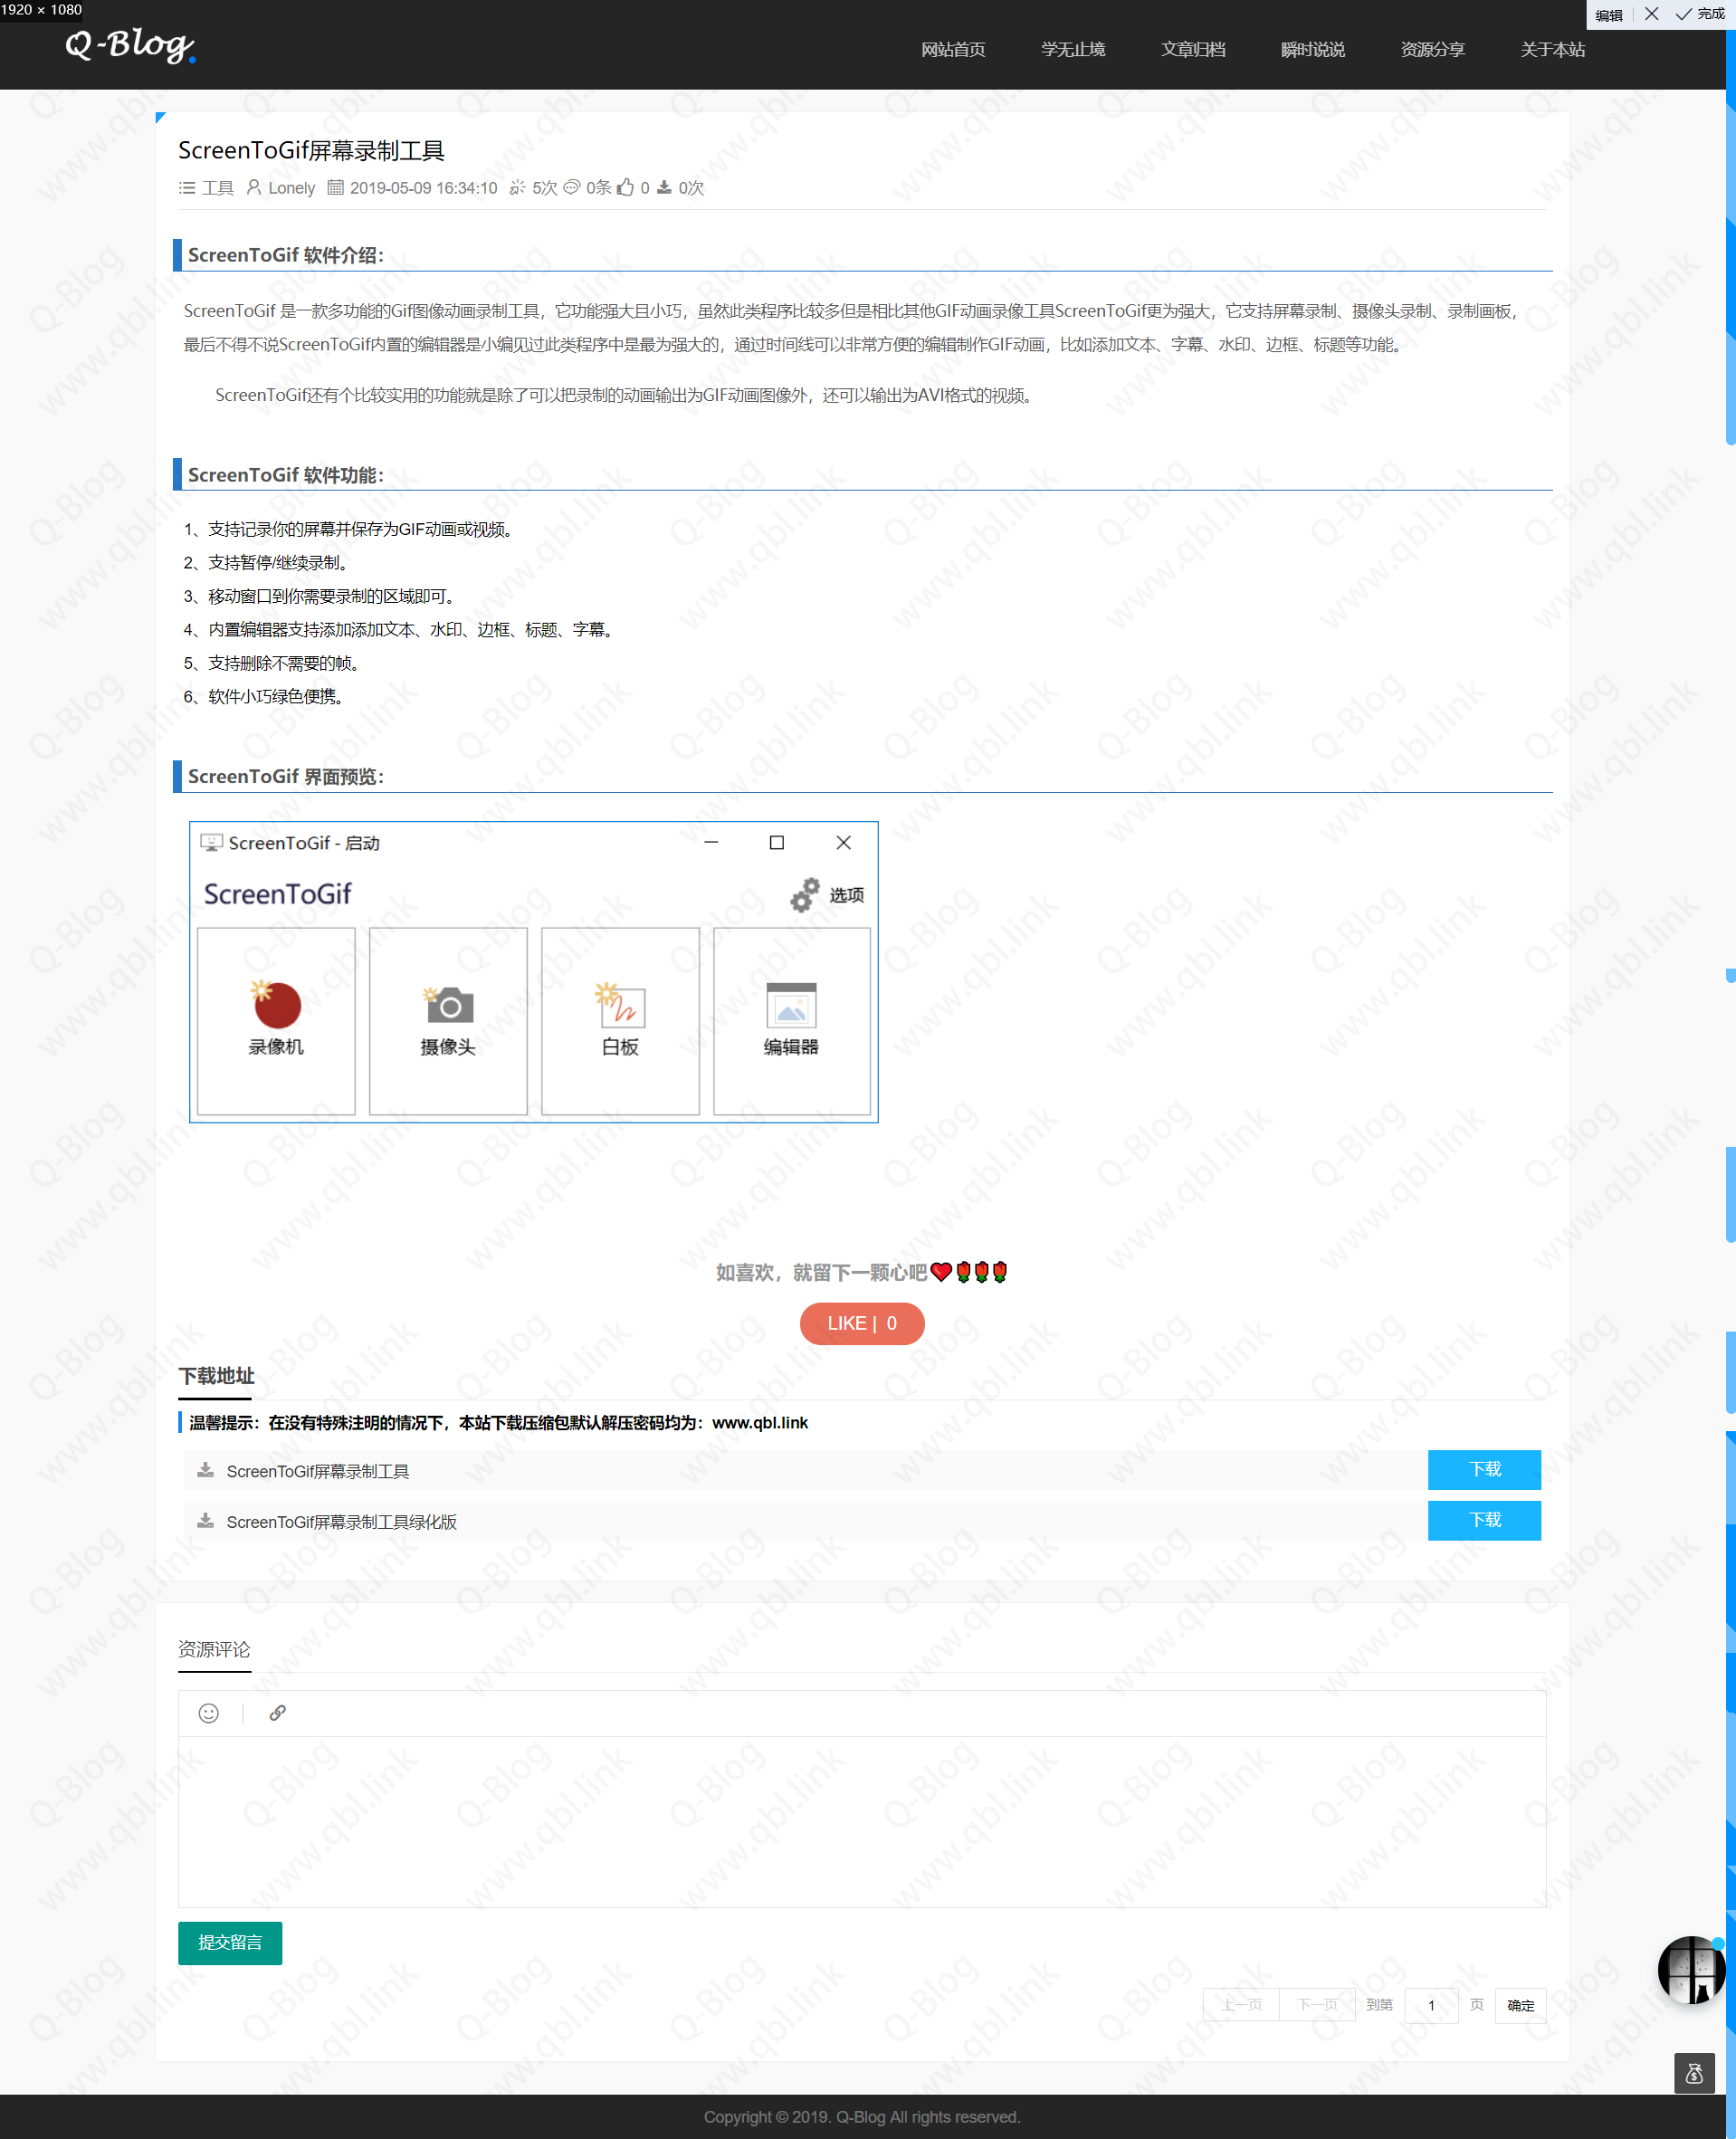 1920 × 1080
编辑 完成
Q-Blog.
网站首页 学无止境 文章归档 瞬时说说 资源分享 关于本站
ScreenToGif屏幕录制工具
工具 Lonely 2019-05-09 16:34:10 5次 0条 0 0次
ScreenToGif 软件介绍：
ScreenToGif 是一款多功能的Gif图像动画录制工具，它功能强大且小巧，虽然此类程序比较多但是相比其他GIF动画录像工具ScreenToGif更为强大，它支持屏幕录制、摄像头录制、录制画板，
最后不得不说ScreenToGif内置的编辑器是小编见过此类程序中是最为强大的，通过时间线可以非常方便的编辑制作GIF动画，比如添加文本、字幕、水印、边框、标题等功能。
ScreenToGif还有个比较实用的功能就是除了可以把录制的动画输出为GIF动画图像外，还可以输出为AVI格式的视频。
ScreenToGif 软件功能：
1、支持记录你的屏幕并保存为GIF动画或视频。
2、支持暂停/继续录制。
3、移动窗口到你需要录制的区域即可。
4、内置编辑器支持添加添加文本、水印、边框、标题、字幕。
5、支持删除不需要的帧。
6、软件小巧绿色便携。
ScreenToGif 界面预览：
ScreenToGif - 启动
ScreenToGif 选项
录像机 摄像头 白板 编辑器
如喜欢，就留下一颗心吧
LIKE | 0
下载地址
温馨提示：在没有特殊注明的情况下，本站下载压缩包默认解压密码均为：www.qbl.link
ScreenToGif屏幕录制工具 下载
ScreenToGif屏幕录制工具绿化版 下载
资源评论
提交留言
上一页 下一页 到第 1 页 确定
Copyright © 2019. Q-Blog All rights reserved.
Q-Blog
www.qbl.link